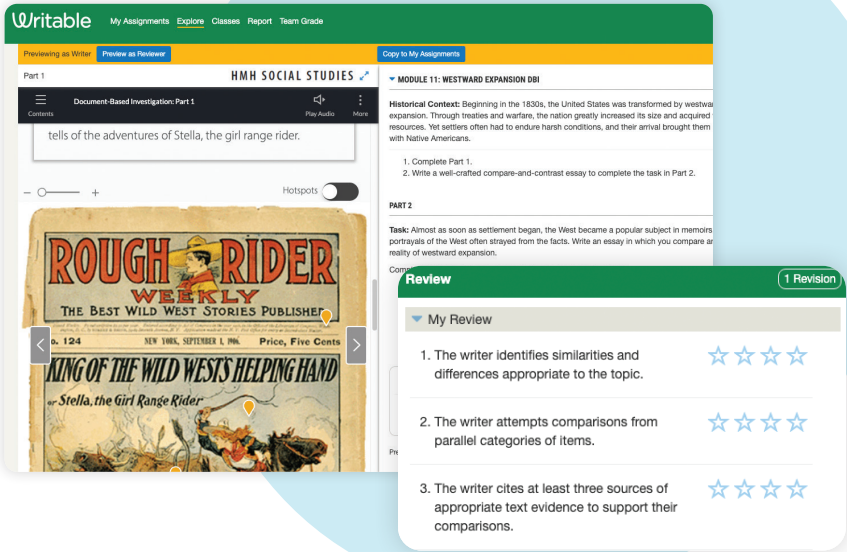 Writable
My Assignments Explore Classes Report Team Grade
Previewing as Writer Preview as Reviewer
Copy to My Assignments
Part 1
HMH SOCIAL STUDIES
Contents
Document-Based Investigation: Part 1
Play Audio
More
tells of the adventures of Stella, the girl range rider.
Hotspots
ROUGH RIDER
WEEKLY
THE BEST WILD WEST STORIES PUBLISHED
o. 124 NEW YORK, SEPTEMBER 1, 1906. Price, Five Cents
KING OF THE WILD WEST'S HELPING HAND
or Stella, the Girl Range Rider
MODULE 11: WESTWARD EXPANSION DBI
Historical Context: Beginning in the 1830s, the United States was transformed by westwa
expansion. Through treaties and warfare, the nation greatly increased its size and acquired
resources. Yet settlers often had to endure harsh conditions, and their arrival brought them
with Native Americans.
1. Complete Part 1.
2. Write a well-crafted compare-and-contrast essay to complete the task in Part 2.
PART 2
Task: Almost as soon as settlement began, the West became a popular subject in memoirs
portrayals of the West often strayed from the facts. Write an essay in which you compare an
reality of westward expansion.
Review
1 Revision
My Review
1. The writer identifies similarities and
differences appropriate to the topic.
2. The writer attempts comparisons from
parallel categories of items.
3. The writer cites at least three sources of
appropriate text evidence to support their
comparisons.